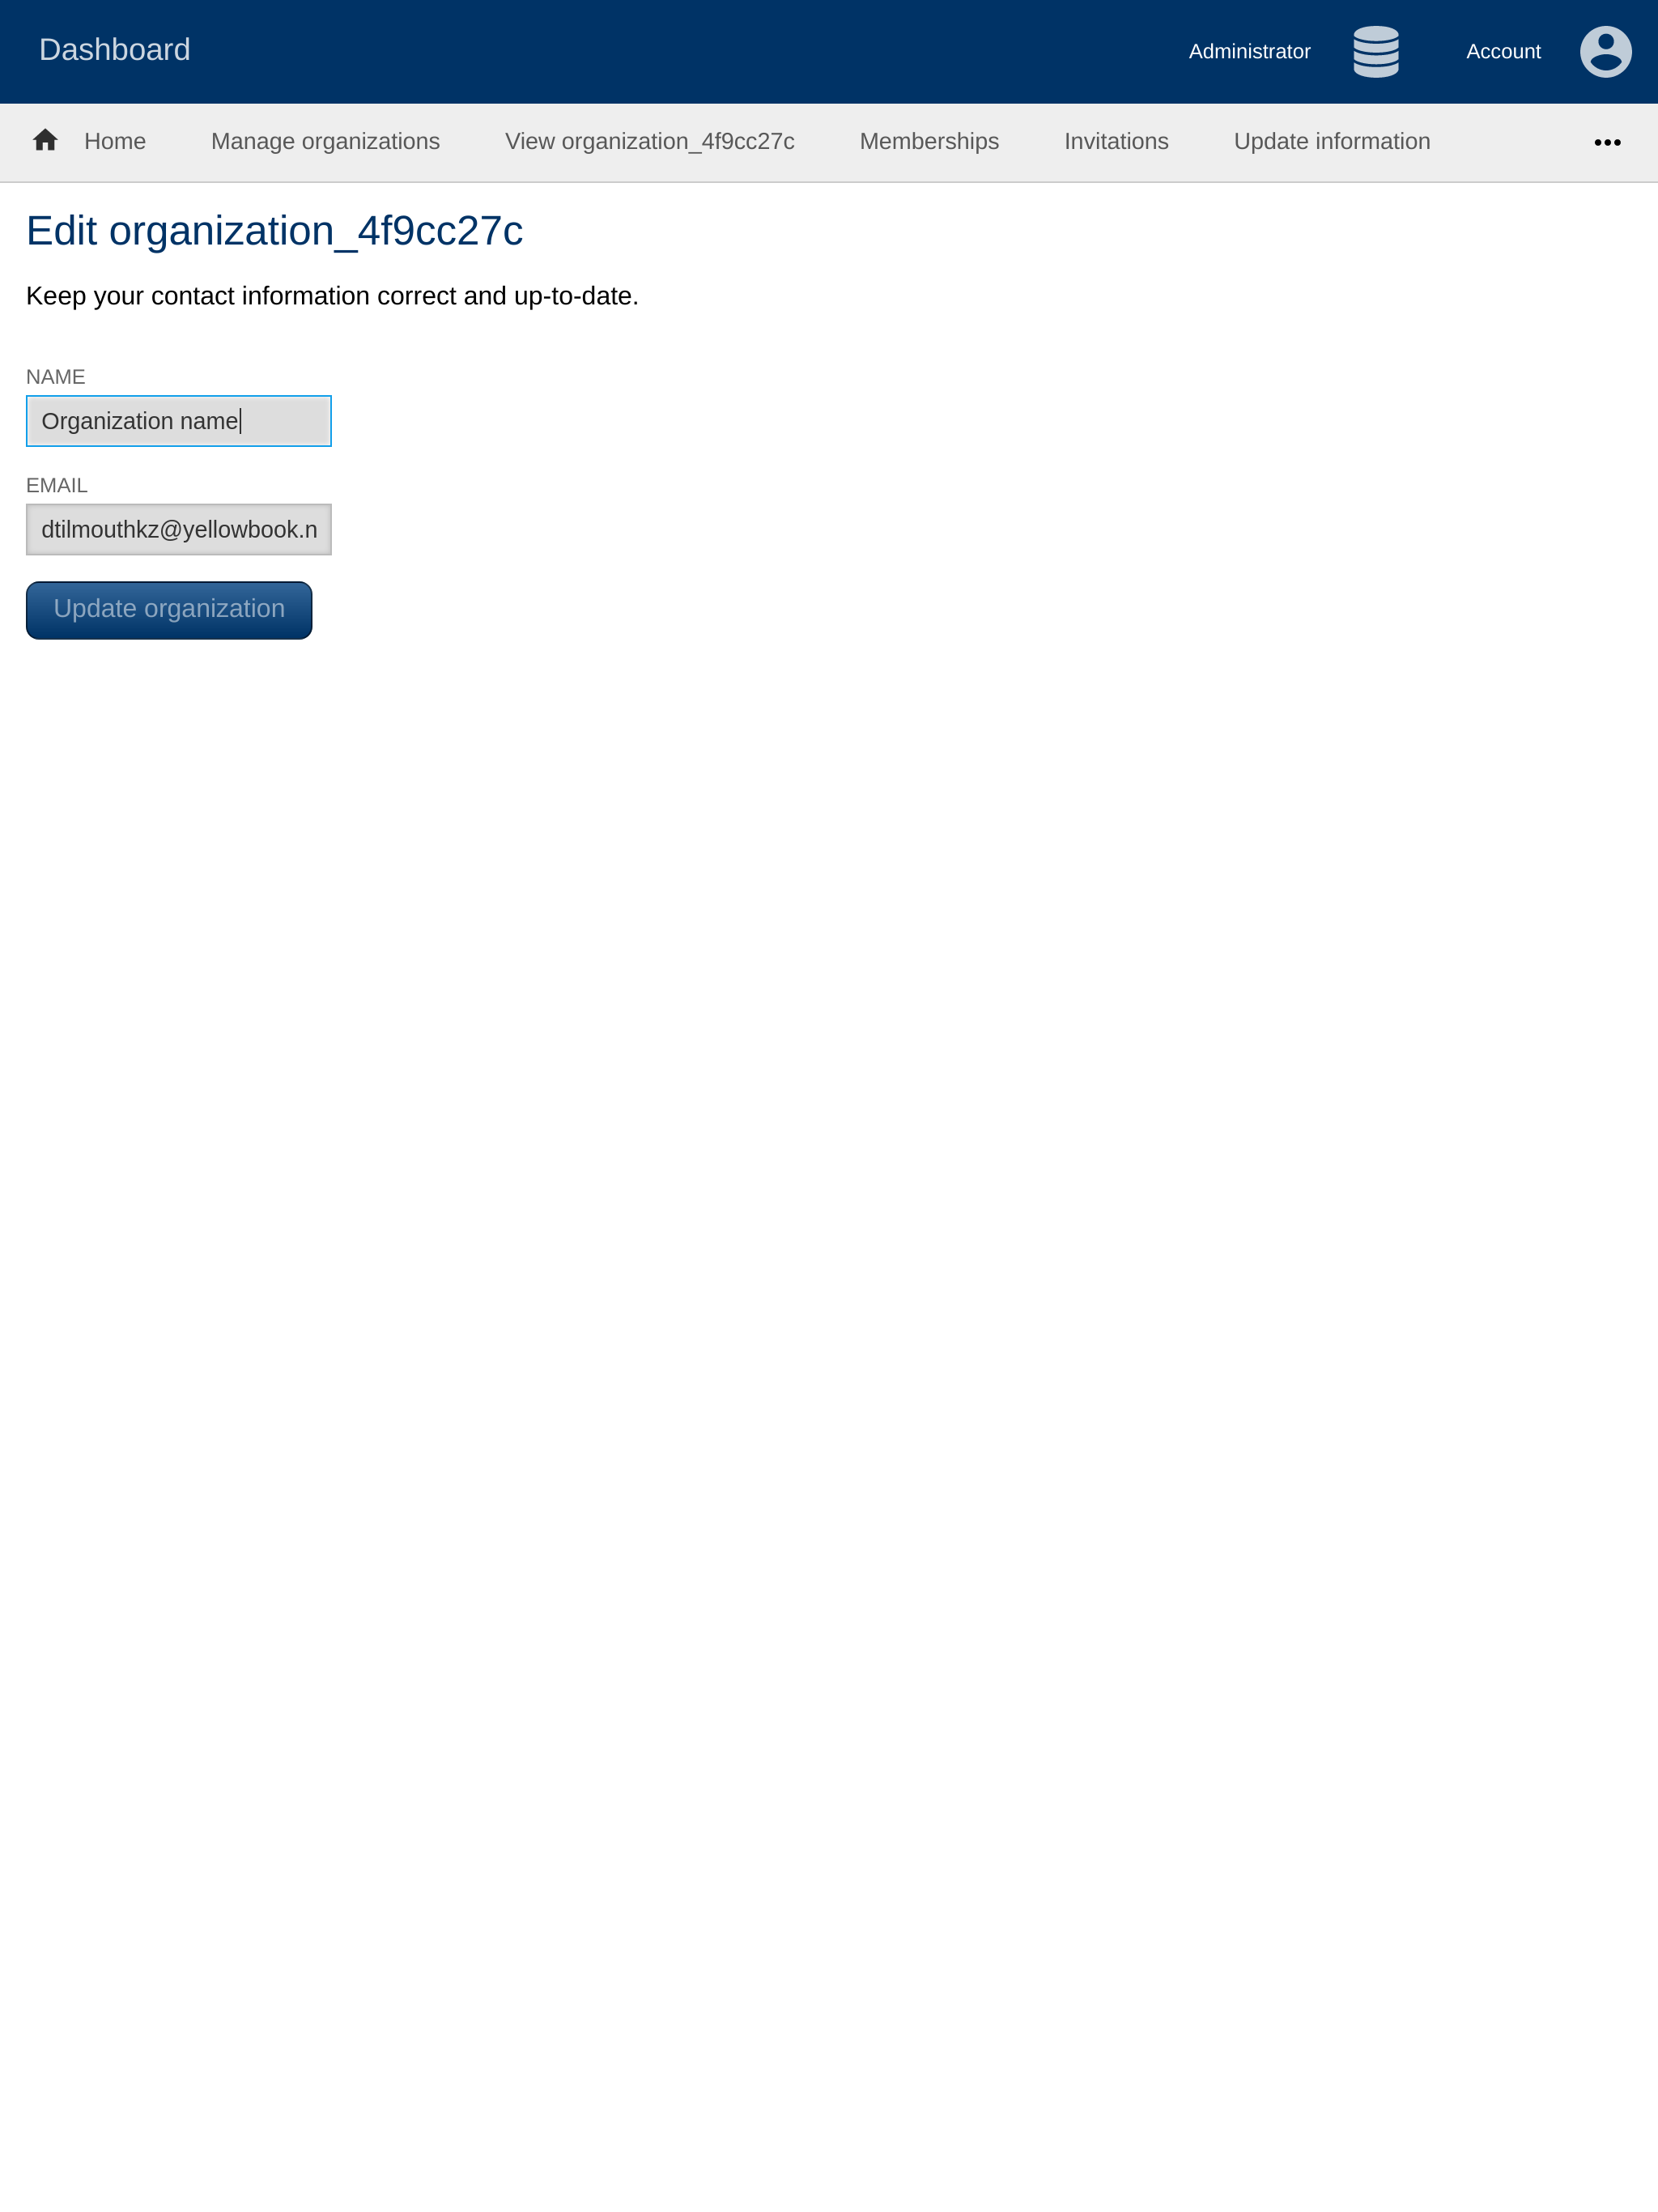 Dashboard
Administrator
Account
Home
Manage organizations
View organization_4f9cc27c
Memberships
Invitations
Update information
Edit organization_4f9cc27c
Keep your contact information correct and up-to-date.
NAME
Organization name
EMAIL
dtilmouthkz@yellowbook.n
Update organization